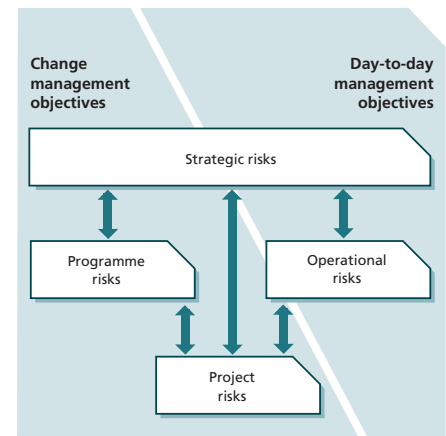 Change
management
objectives
Day-to-day
management
objectives
Strategic risks
Programme
risks
Operational
risks
Project
risks